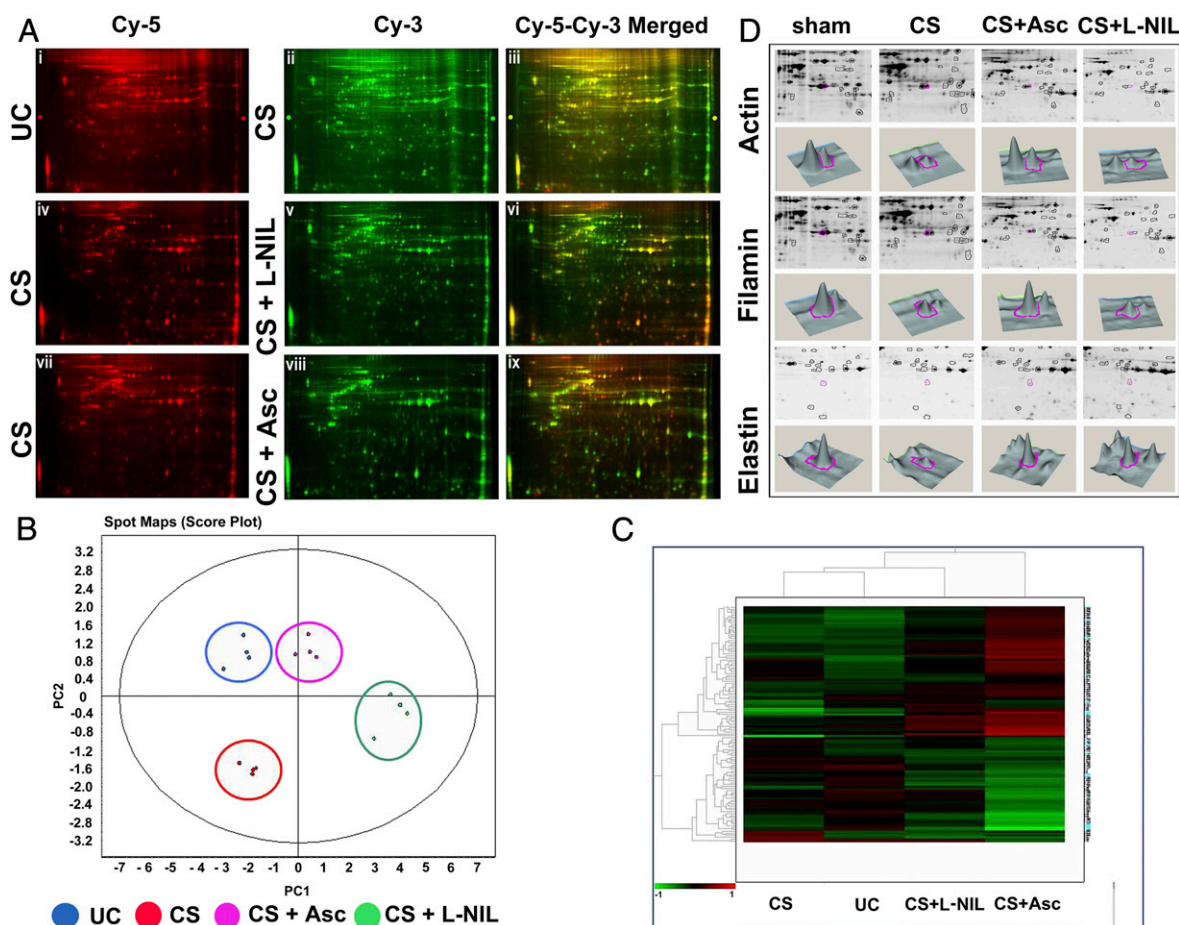 A
Cy-5
Cy-3
Cy-5-Cy-3 Merged
i
ii
iii
UC
CS
iv
v
vi
CS
CS + L-NIL
vii
viii
ix
CS
CS + Asc
D
sham
CS
CS+Asc
CS+L-NIL
Actin
Filamin
Elastin
B
Spot Maps (Score Plot)
3.2
2.8
2.4
2.0
1.6
1.2
0.8
0.4
0
-0.4
-0.8
-1.2
-1.6
-2.0
-2.4
-2.8
-3.2
PC2
-7 -6 -5 - 4 -3 -2 -1 0 1 2 3 4 5 6 7
PC1
UC
CS
CS + Asc
CS + L-NIL
C
-1
1
CS
UC
CS+L-NIL
CS+Asc